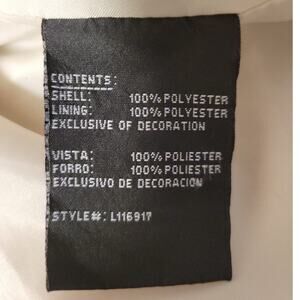 CONTENTS:
SHELL: 100% POLYESTER
LINING: 100% POLYESTER
EXCLUSIVE OF DECORATION
VISTA: 100% POLIESTER
FORRO: 100% POLIESTER
EXCLUSIVO DE DECORACION
STYLE#: L116917